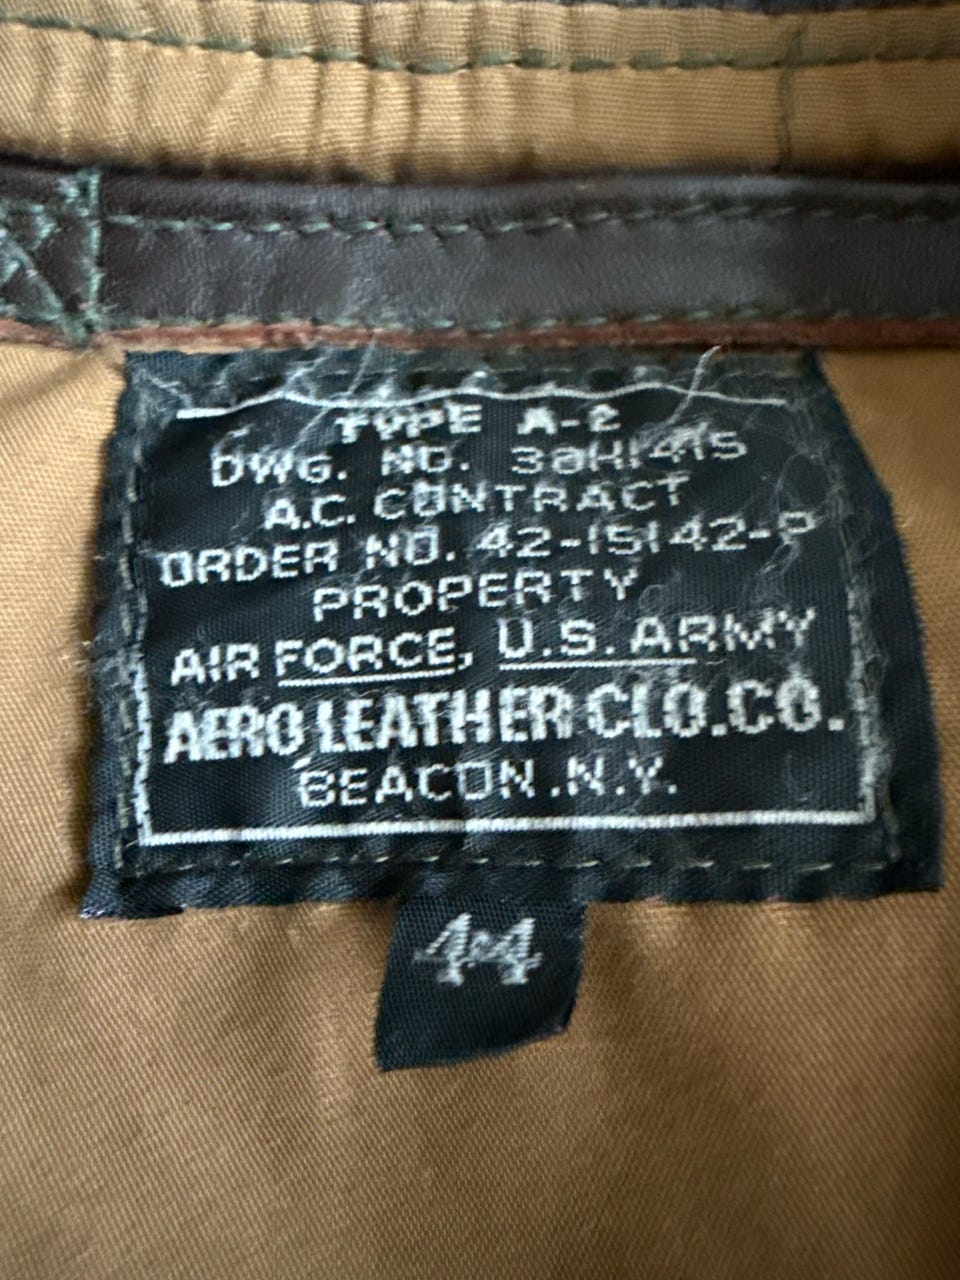 TYPE A-2
DWG. NO. 30H1415
A.C. CONTRACT
ORDER NO. 42-15142-P
PROPERTY
AIR FORCE, U.S. ARMY
AERO LEATHER CLO.CO.
BEACON.N.Y.
44